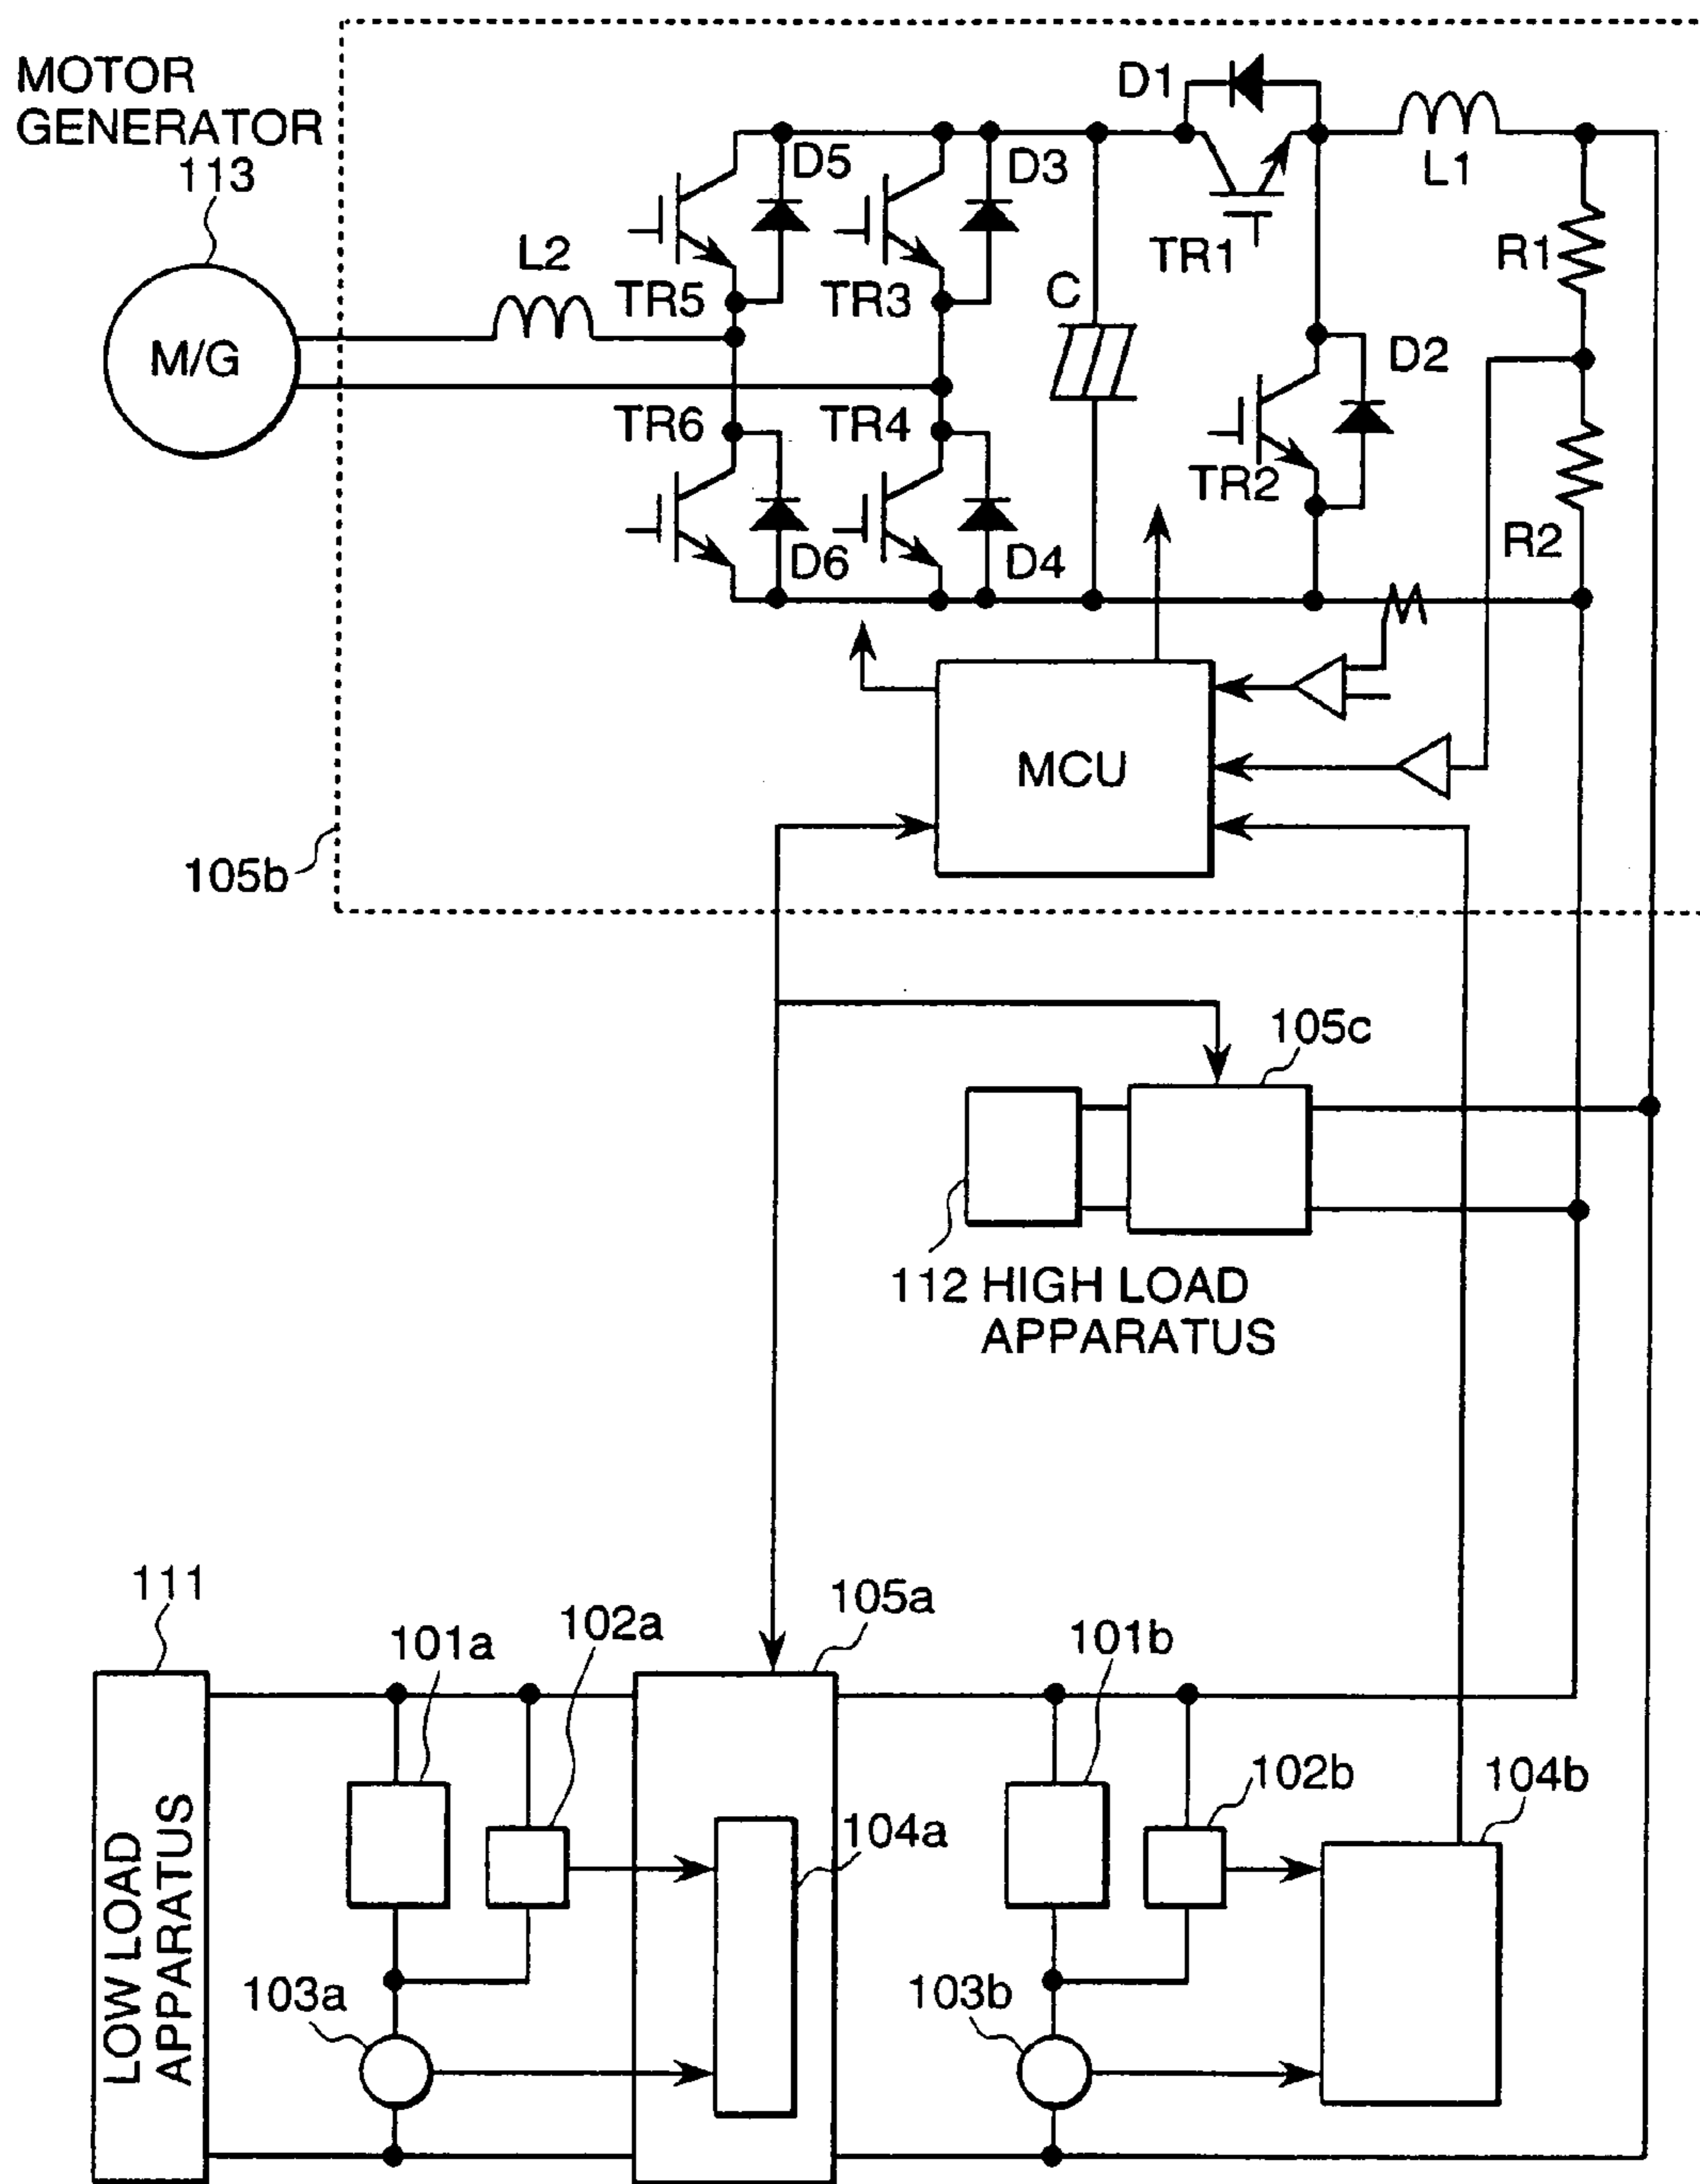 MOTOR
GENERATOR
113
M/G
L2
D1
D5
D3
L1
TR1
R1
C
TR5
TR3
D2
TR6
TR4
TR2
R2
D6
D4
MCU
105b
105c
112 HIGH LOAD
APPARATUS
111
105a
101a
102a
101b
102b
104b
104a
103a
103b
LOW LOAD
APPARATUS